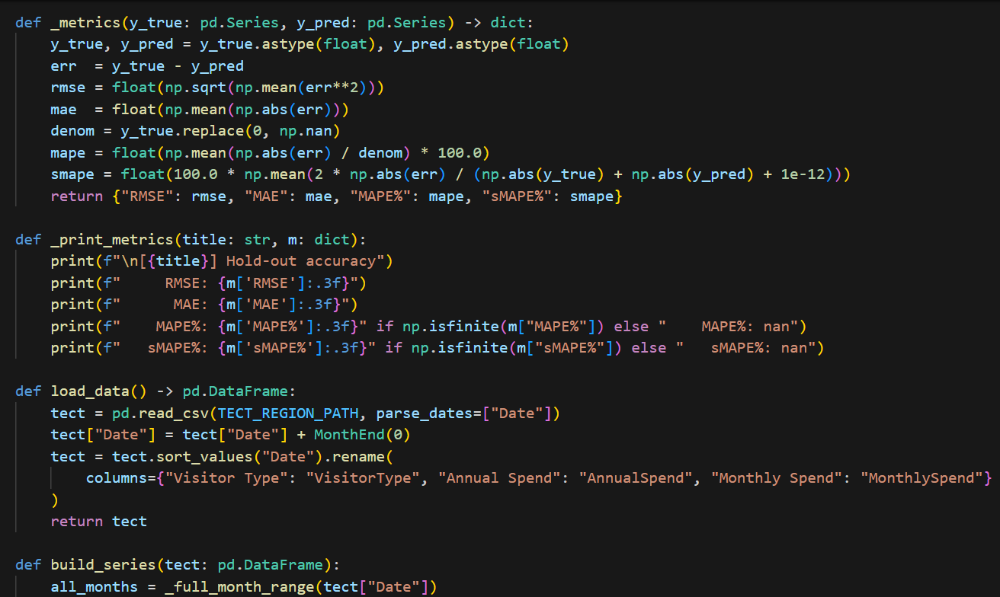 def _metrics(y_true: pd.Series, y_pred: pd.Series) -> dict:
    y_true, y_pred = y_true.astype(float), y_pred.astype(float)
    err  = y_true - y_pred
    rmse = float(np.sqrt(np.mean(err**2)))
    mae  = float(np.mean(np.abs(err)))
    denom = y_true.replace(0, np.nan)
    mape = float(np.mean(np.abs(err) / denom) * 100.0)
    smape = float(100.0 * np.mean(2 * np.abs(err) / (np.abs(y_true) + np.abs(y_pred) + 1e-12)))
    return {"RMSE": rmse, "MAE": mae, "MAPE%": mape, "sMAPE%": smape}

def _print_metrics(title: str, m: dict):
    print(f"\n[{title}] Hold-out accuracy")
    print(f"     RMSE: {m['RMSE']:.3f}")
    print(f"      MAE: {m['MAE']:.3f}")
    print(f"    MAPE%: {m['MAPE%']:.3f}" if np.isfinite(m["MAPE%"]) else "    MAPE%: nan")
    print(f"   sMAPE%: {m['sMAPE%']:.3f}" if np.isfinite(m["sMAPE%"]) else "   sMAPE%: nan")

def load_data() -> pd.DataFrame:
    tect = pd.read_csv(TECT_REGION_PATH, parse_dates=["Date"])
    tect["Date"] = tect["Date"] + MonthEnd(0)
    tect = tect.sort_values("Date").rename(
        columns={"Visitor Type": "VisitorType", "Annual Spend": "AnnualSpend", "Monthly Spend": "MonthlySpend"}
    )
    return tect

def build_series(tect: pd.DataFrame):
    all_months = _full_month_range(tect["Date"])